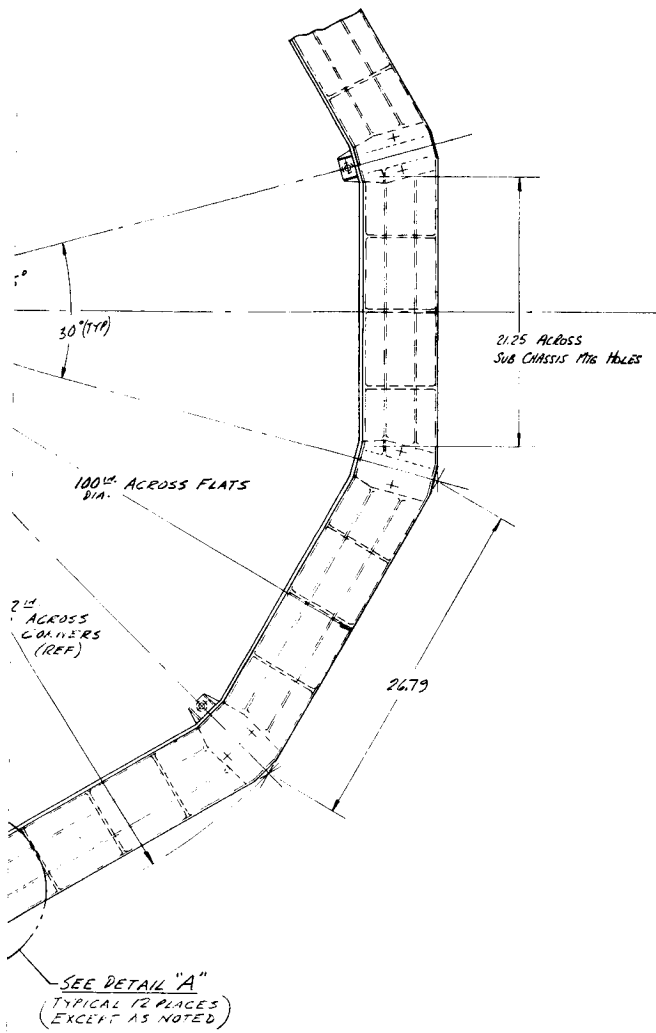 5°
30° (TYP)
21.25 ACROSS
SUB CHASSIS MTG HOLES
100 ACROSS FLATS
DIA.
ACROSS
CORNERS
(REF)
26.79
SEE DETAIL "A"
(TYPICAL 12 PLACES
EXCEPT AS NOTED)